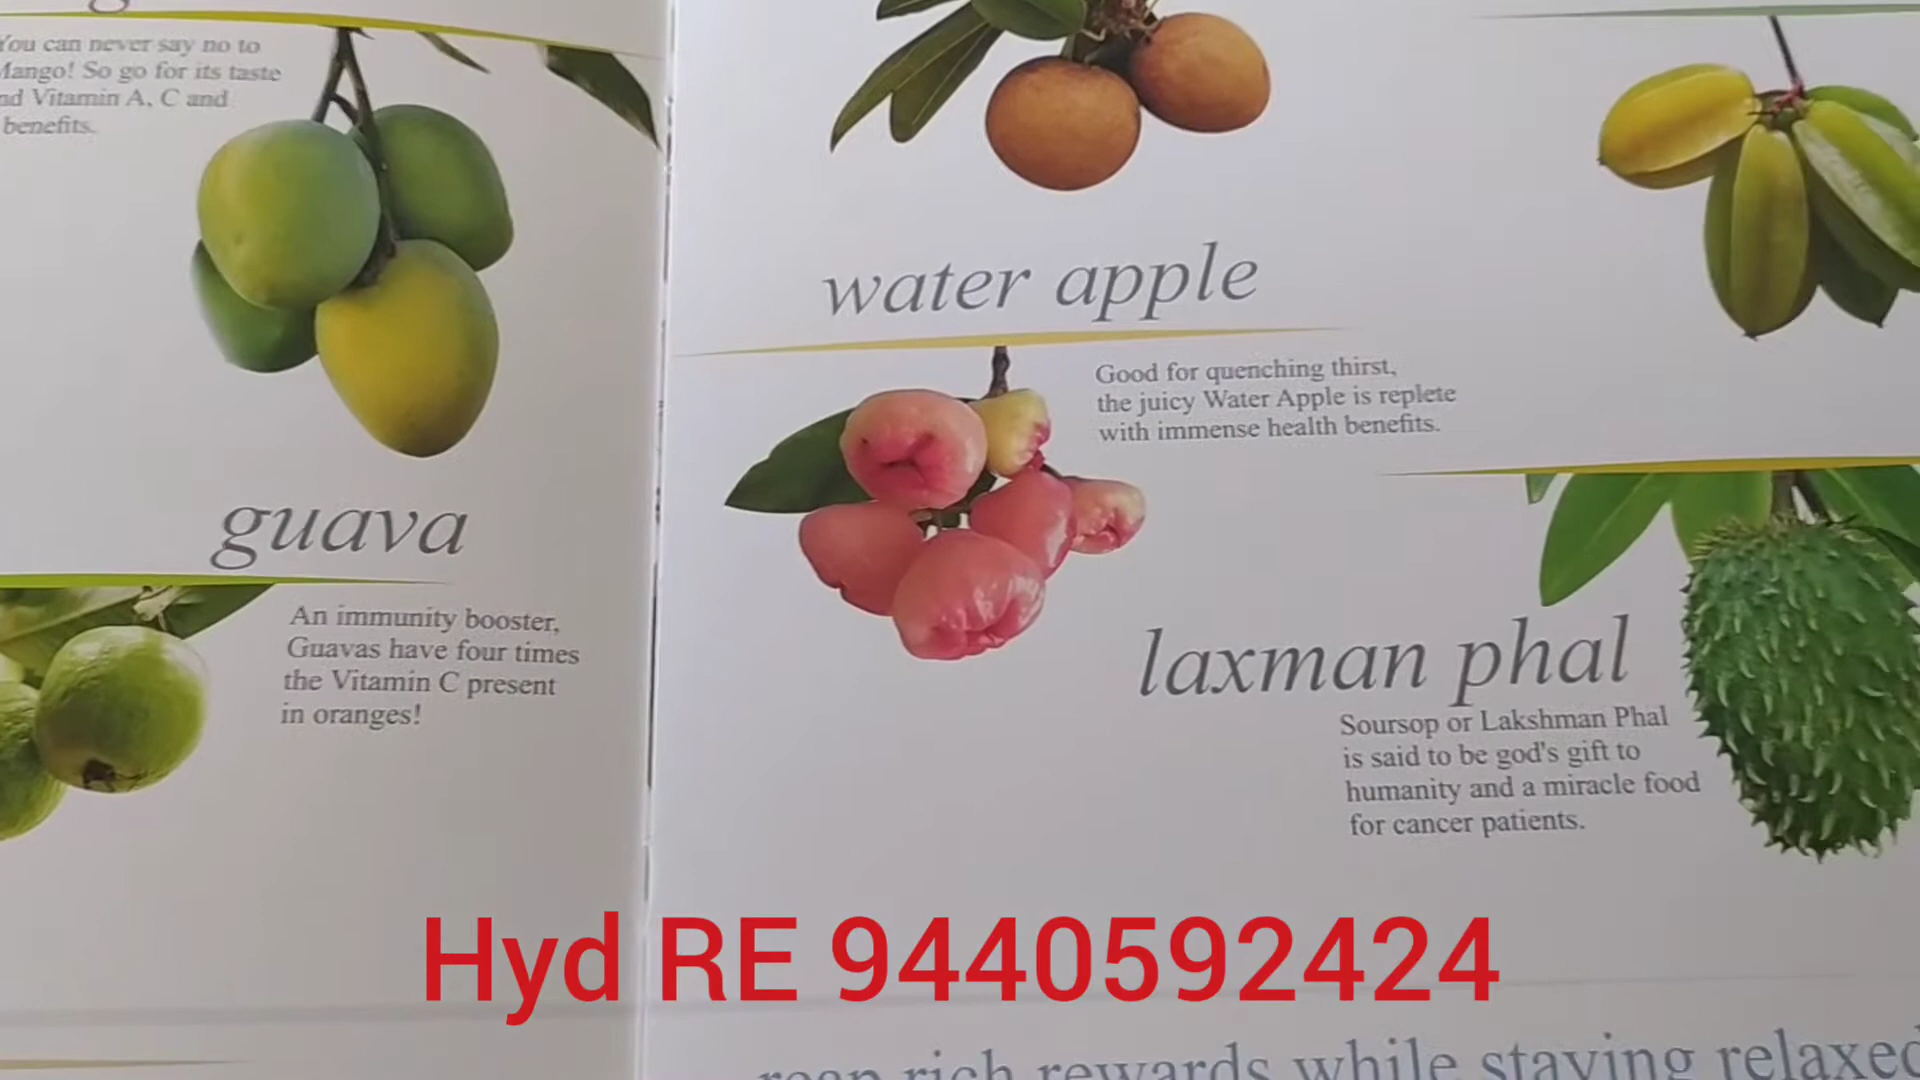 You can never say no to
Mango! So go for its taste
and Vitamin A, C and
benefits.
guava
An immunity booster,
Guavas have four times
the Vitamin C present
in oranges!
water apple
Good for quenching thirst,
the juicy Water Apple is replete
with immense health benefits.
laxman phal
Soursop or Lakshman Phal
is said to be god's gift to
humanity and a miracle food
for cancer patients.
Hyd RE 9440592424
reap rich rewards while staying relaxed